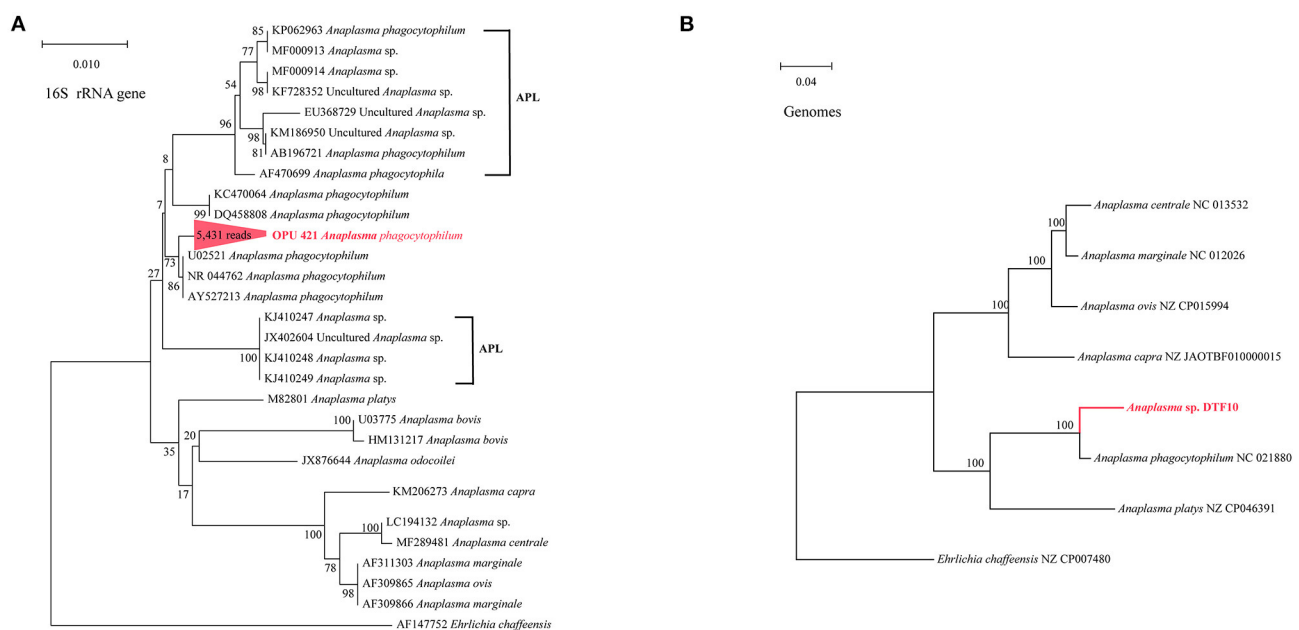 A
0.010
16S rRNA gene
85
KP062963 Anaplasma phagocytophilum
77
MF000913 Anaplasma sp.
MF000914 Anaplasma sp.
54
98
KF728352 Uncultured Anaplasma sp.
APL
EU368729 Uncultured Anaplasma sp.
96
98
KM186950 Uncultured Anaplasma sp.
81
AB196721 Anaplasma phagocytophilum
8
AF470699 Anaplasma phagocytophila
KC470064 Anaplasma phagocytophilum
7
99
DQ458808 Anaplasma phagocytophilum
5,431 reads
OPU 421 Anaplasma phagocytophilum
73
U02521 Anaplasma phagocytophilum
27
NR 044762 Anaplasma phagocytophilum
86
AY527213 Anaplasma phagocytophilum
KJ410247 Anaplasma sp.
JX402604 Uncultured Anaplasma sp.
APL
100
KJ410248 Anaplasma sp.
KJ410249 Anaplasma sp.
M82801 Anaplasma platys
100
U03775 Anaplasma bovis
20
HM131217 Anaplasma bovis
35
JX876644 Anaplasma odocoilei
17
KM206273 Anaplasma capra
100
100
LC194132 Anaplasma sp.
MF289481 Anaplasma centrale
78
AF311303 Anaplasma marginale
AF309865 Anaplasma ovis
98
AF309866 Anaplasma marginale
AF147752 Ehrlichia chaffeensis
B
0.04
Genomes
Anaplasma centrale NC 013532
100
Anaplasma marginale NC 012026
100
Anaplasma ovis NZ CP015994
100
Anaplasma capra NZ JAOTBF010000015
Anaplasma sp. DTF10
100
Anaplasma phagocytophilum NC 021880
100
Anaplasma platys NZ CP046391
Ehrlichia chaffeensis NZ CP007480